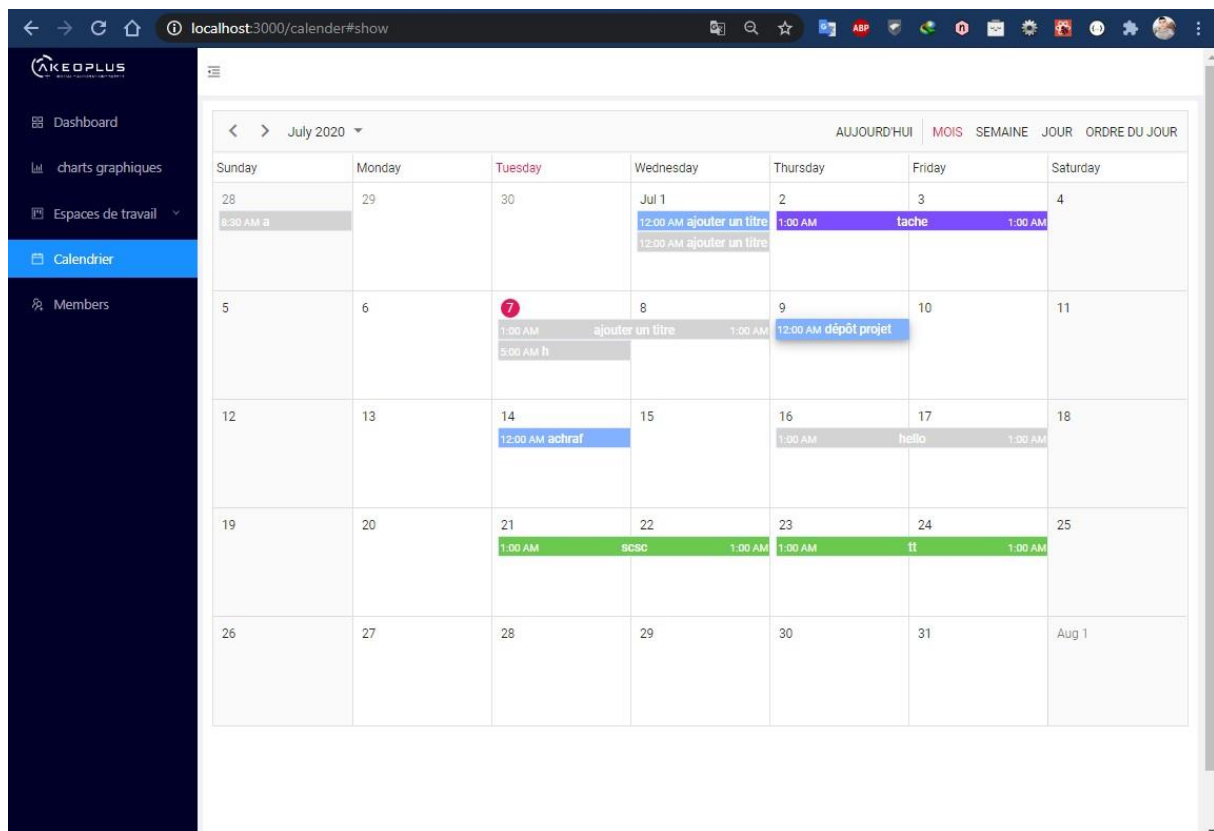 localhost:3000/calender#show
ABP
AKEOPLUS
Dashboard
charts graphiques
Espaces de travail
Calendrier
Members
July 2020
AUJOURD'HUI MOIS SEMAINE JOUR ORDRE DU JOUR
Sunday Monday Tuesday Wednesday Thursday Friday Saturday
28 29 30 Jul 1 2 3 4
8:30 AM a 12:00 AM ajouter un titre 1:00 AM tache 1:00 AM
12:00 AM ajouter un titre
5 6 7 8 9 10 11
1:00 AM ajouter un titre 1:00 AM 12:00 AM dépôt projet
5:00 AM h
12 13 14 15 16 17 18
12:00 AM achraf 1:00 AM hello 1:00 AM
19 20 21 22 23 24 25
1:00 AM scsc 1:00 AM 1:00 AM tt 1:00 AM
26 27 28 29 30 31 Aug 1